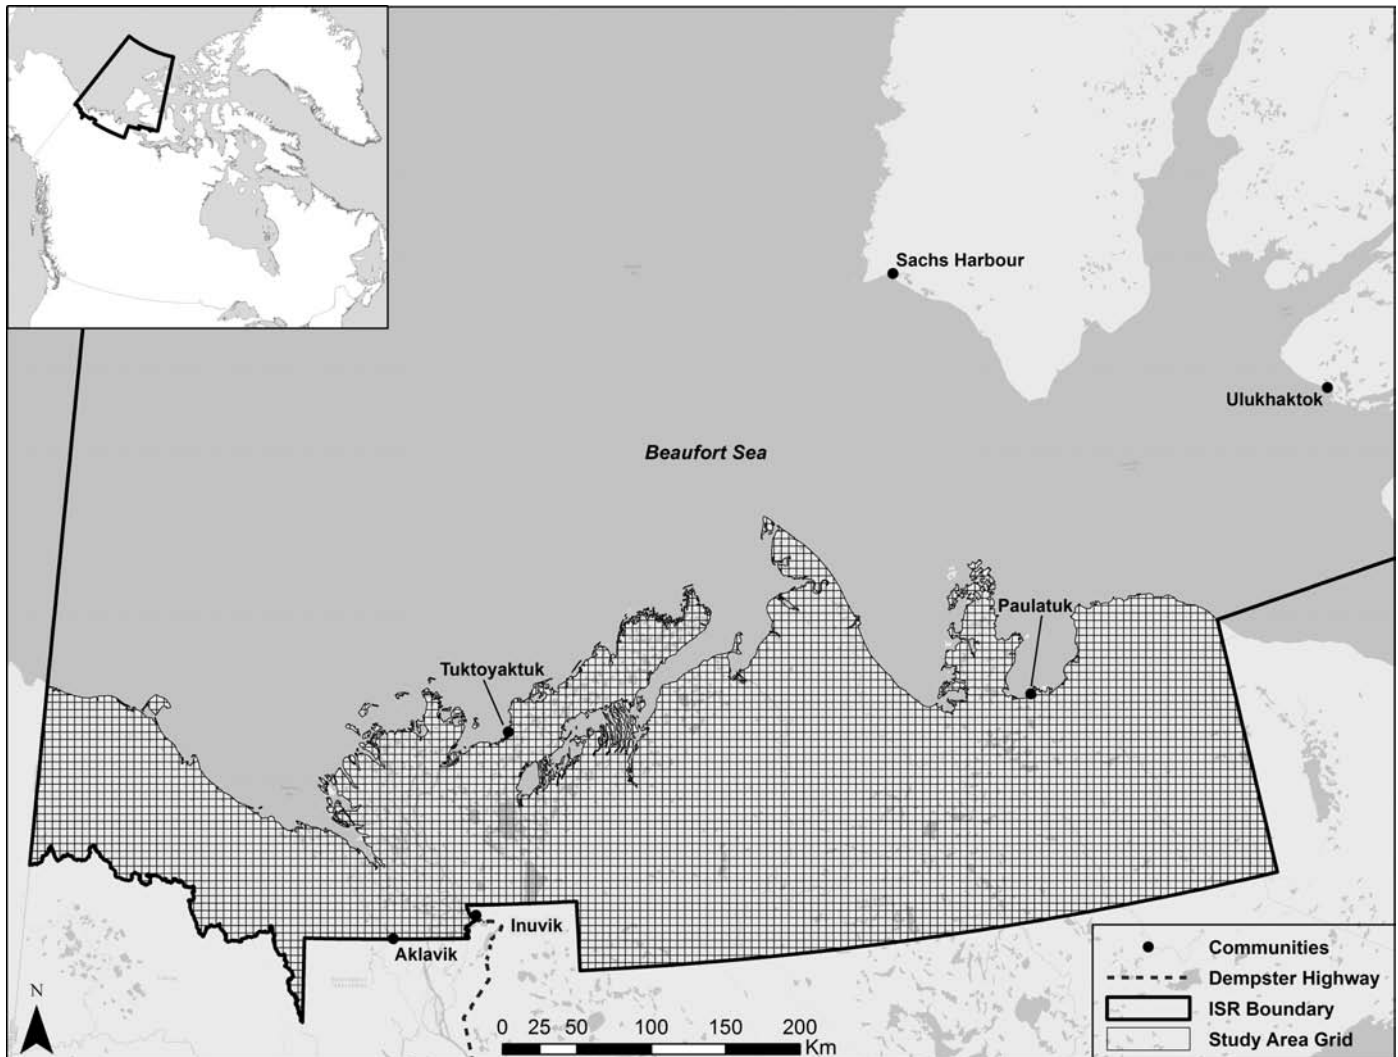 Sachs Harbour
Ulukhaktok
Beaufort Sea
Paulatuk
Tuktoyaktuk
Inuvik
Aklavik
N
0 25 50 100 150 200
Km
Communities
Dempster Highway
ISR Boundary
Study Area Grid